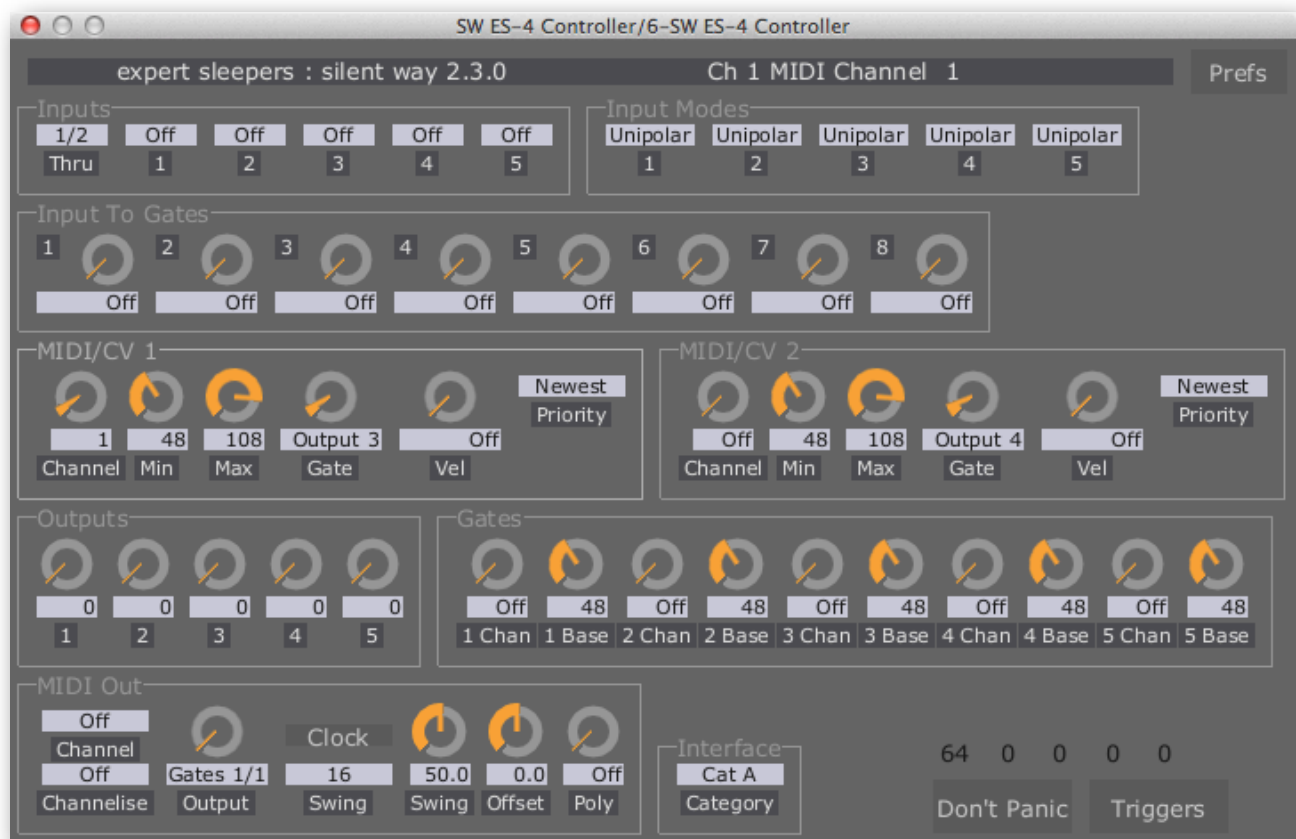 SW ES-4 Controller/6-SW ES-4 Controller
expert sleepers : silent way 2.3.0 Ch 1 MIDI Channel 1 Prefs
Inputs
1/2 Off Off Off Off Off
Thru 1 2 3 4 5
Input Modes
Unipolar Unipolar Unipolar Unipolar Unipolar
1 2 3 4 5
Input To Gates
1 2 3 4 5 6 7 8
Off Off Off Off Off Off Off Off
MIDI/CV 1
Newest
Priority
1 48 108 Output 3 Off
Channel Min Max Gate Vel
MIDI/CV 2
Newest
Priority
Off 48 108 Output 4 Off
Channel Min Max Gate Vel
Outputs
0 0 0 0 0
1 2 3 4 5
Gates
Off 48 Off 48 Off 48 Off 48 Off 48
1 Chan 1 Base 2 Chan 2 Base 3 Chan 3 Base 4 Chan 4 Base 5 Chan 5 Base
MIDI Out
Off
Channel Clock
Off Gates 1/1 16 50.0 0.0 Off
Channelise Output Swing Swing Offset Poly
Interface
Cat A
Category
64 0 0 0 0
Don't Panic Triggers